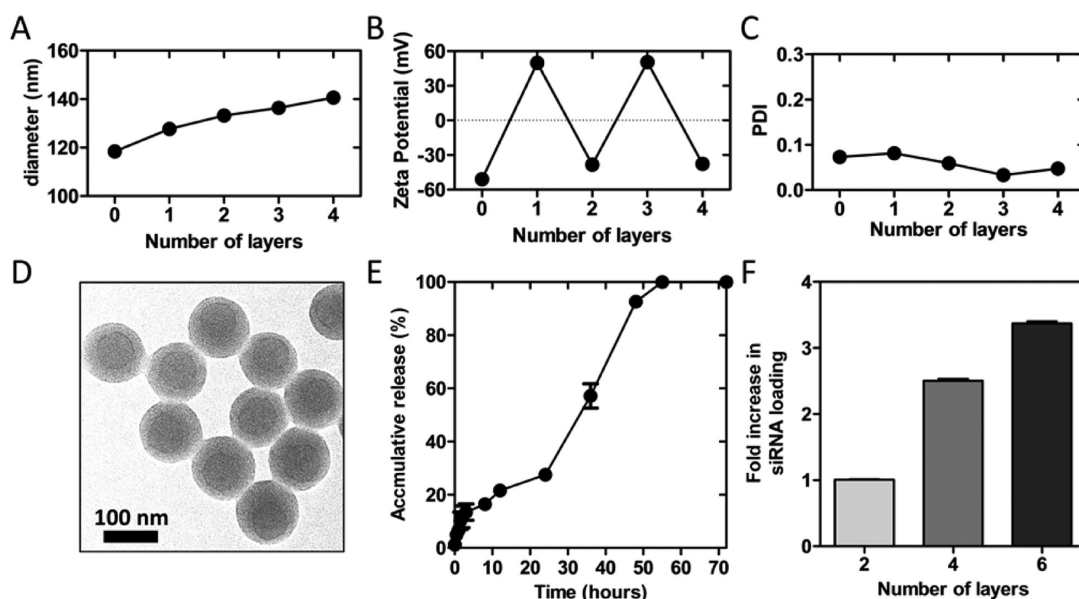 A
160
140
120
100
diameter (nm)
0 1 2 3 4
Number of layers
B
60
30
0
-30
-60
Zeta Potential (mV)
0 1 2 3 4
Number of layers
C
0.3
0.2
0.1
0.0
PDI
0 1 2 3 4
Number of layers
D
100 nm
E
100
80
60
40
20
0
Accmulative release (%)
0 10 20 30 40 50 60 70
Time (hours)
F
4
3
2
1
0
Fold increase in
siRNA loading
2 4 6
Number of layers